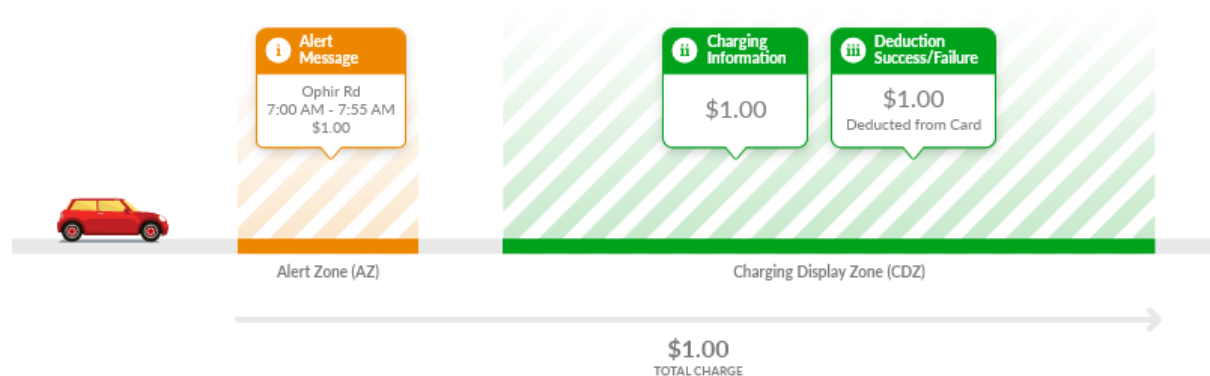 i
Alert
Message
Ophir Rd
7:00 AM - 7:55 AM
$1.00
ii
Charging
Information
$1.00
iii
Deduction
Success/Failure
$1.00
Deducted from Card
Alert Zone (AZ)
Charging Display Zone (CDZ)
$1.00
TOTAL CHARGE